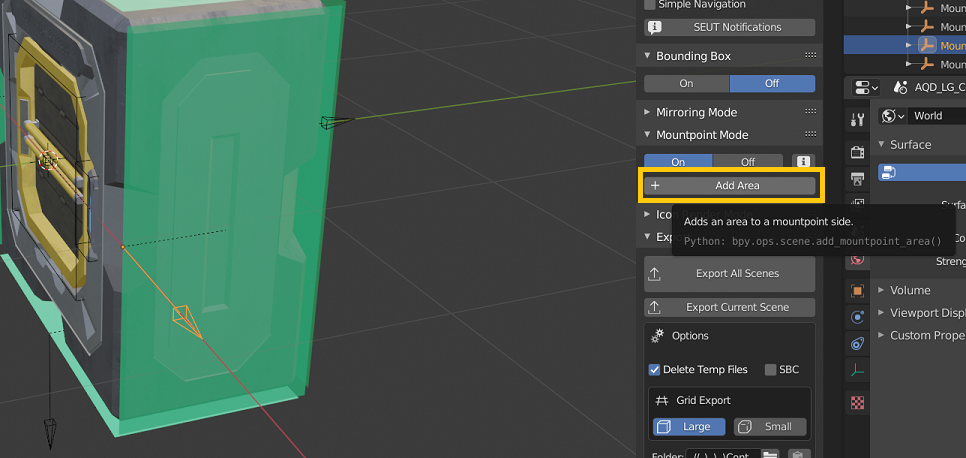 Simple Navigation
SEUT Notifications
Bounding Box
On
Off
Mirroring Mode
Mountpoint Mode
On
Off
Add Area
Adds an area to a mountpoint side.
Python: bpy.ops.scene.add_mountpoint_area()
Export All Scenes
Export Current Scene
Options
Delete Temp Files
SBC
Grid Export
Large
Small
Folder:
Moun
Moun
Moun
Moun
AQD_LG_C
World
Surface
Surfa
Co
Streng
Volume
Viewport Displ
Custom Prope